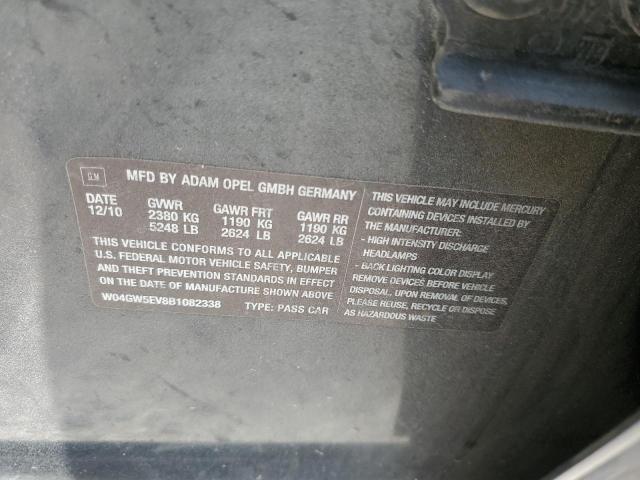 GM
MFD BY ADAM OPEL GMBH GERMANY
DATE GVWR GAWR FRT GAWR RR
12/10 2380 KG 1190 KG 1190 KG
5248 LB 2624 LB 2624 LB
THIS VEHICLE CONFORMS TO ALL APPLICABLE
U.S. FEDERAL MOTOR VEHICLE SAFETY, BUMPER
AND THEFT PREVENTION STANDARDS IN EFFECT
ON THE DATE OF MANUFACTURE SHOWN ABOVE
W04GW5EV8B1082338 TYPE: PASS CAR
THIS VEHICLE MAY INCLUDE MERCURY
CONTAINING DEVICES INSTALLED BY
THE MANUFACTURER:
- HIGH INTENSITY DISCHARGE
HEADLAMPS
- BACK LIGHTING COLOR DISPLAY
REMOVE DEVICES BEFORE VEHICLE
DISPOSAL. UPON REMOVAL OF DEVICES,
PLEASE REUSE, RECYCLE OR DISPOSE
AS HAZARDOUS WASTE